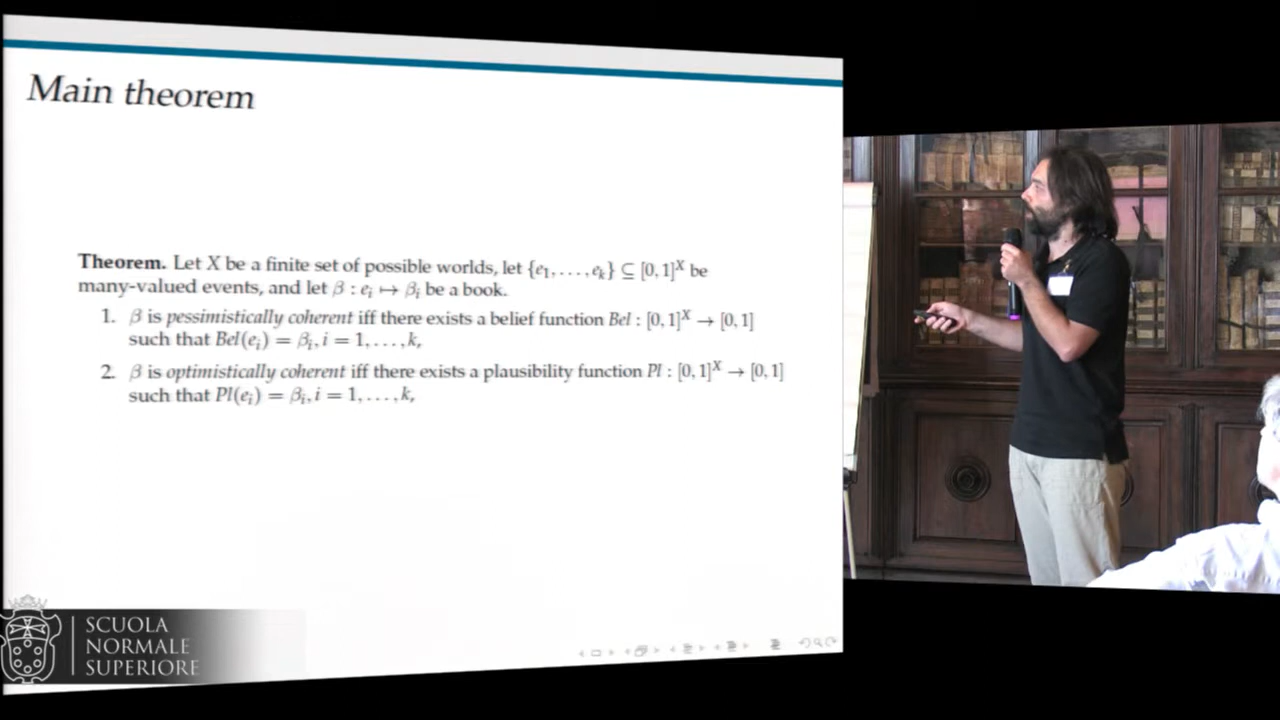 Main theorem
Theorem. Let X be a finite set of possible worlds, let {e₁, . . . , eₖ} ⊆ [0, 1]ˣ be
many-valued events, and let β : eᵢ ↦ βᵢ be a book.
1. β is pessimistically coherent iff there exists a belief function Bel : [0, 1]ˣ → [0, 1]
such that Bel(eᵢ) = βᵢ, i = 1, . . . , k,
2. β is optimistically coherent iff there exists a plausibility function Pl : [0, 1]ˣ → [0, 1]
such that Pl(eᵢ) = βᵢ, i = 1, . . . , k,
SCUOLA
NORMALE
SUPERIORE